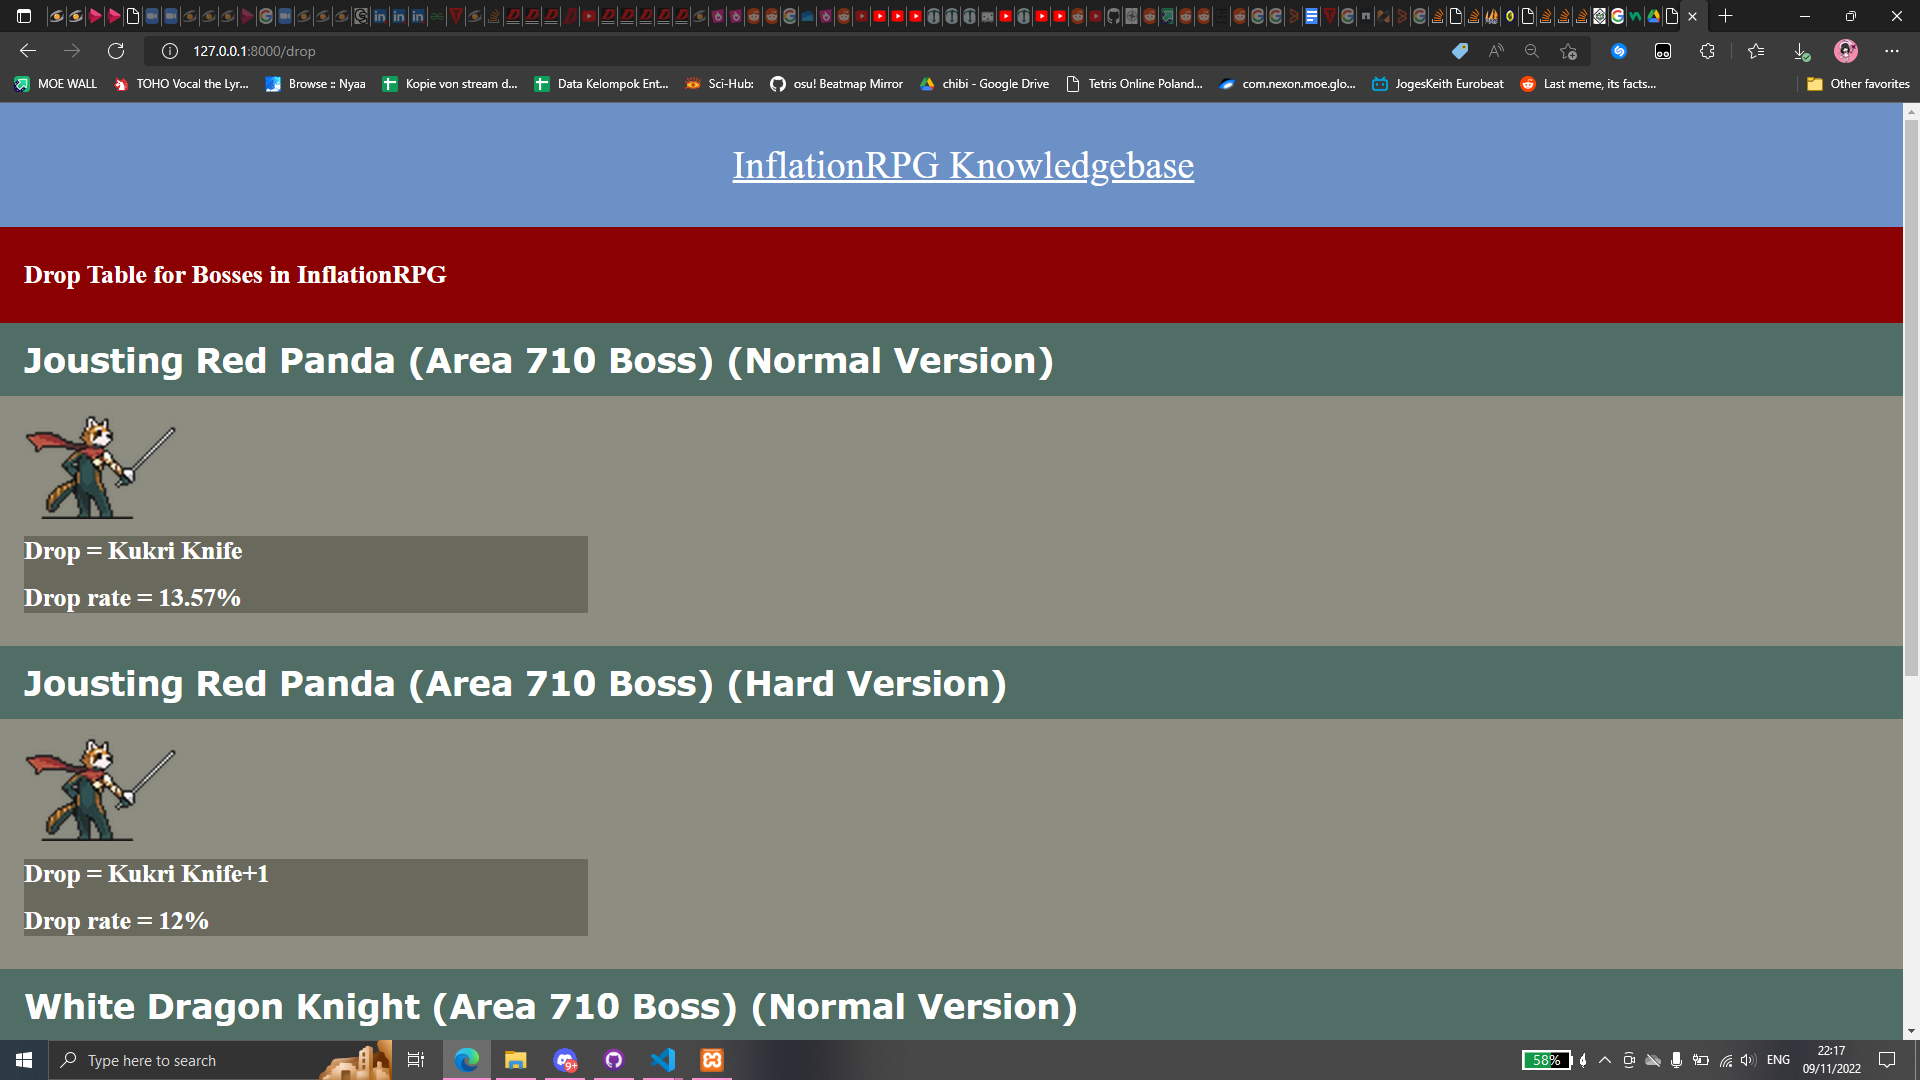 127.0.0.1:8000/drop
MOE WALL
TOHO Vocal the Lyr...
Browse :: Nyaa
Kopie von stream d...
Data Kelompok Ent...
Sci-Hub:
osu! Beatmap Mirror
chibi - Google Drive
Tetris Online Poland...
com.nexon.moe.glo...
JogesKeith Eurobeat
Last meme, its facts...
Other favorites
InflationRPG Knowledgebase
Drop Table for Bosses in InflationRPG
Jousting Red Panda (Area 710 Boss) (Normal Version)
Drop = Kukri Knife
Drop rate = 13.57%
Jousting Red Panda (Area 710 Boss) (Hard Version)
Drop = Kukri Knife+1
Drop rate = 12%
White Dragon Knight (Area 710 Boss) (Normal Version)
Type here to search
9+
58%
ENG
22:17
09/11/2022